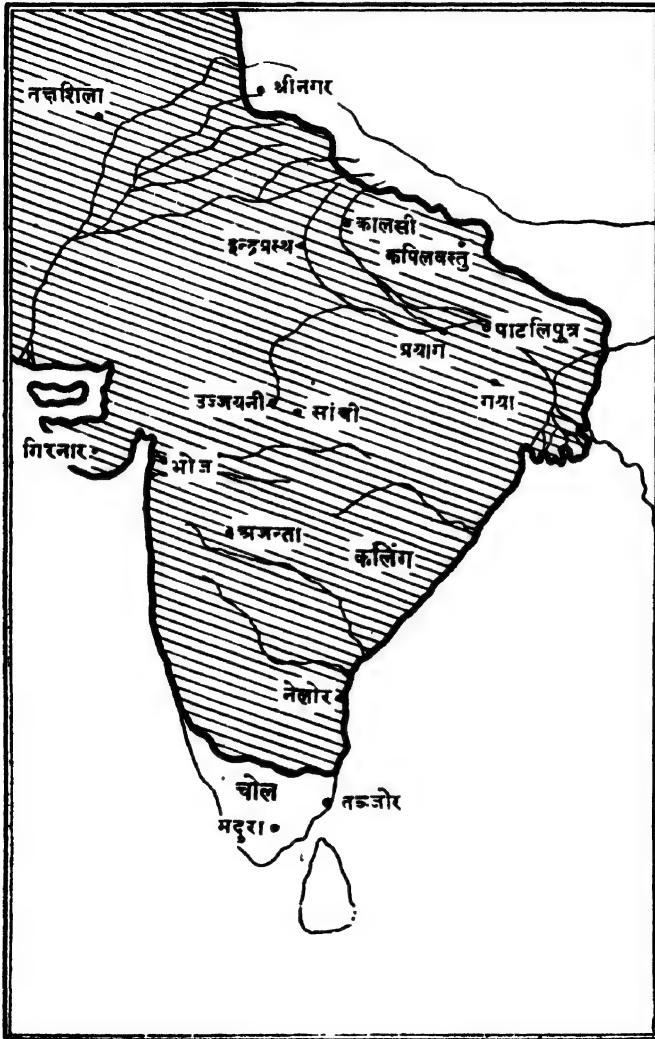 श्रीनगर
तक्षशिला
कालसी
इन्द्रप्रस्थ
कपिलवस्तु
पाटलिपुत्र
प्रयाग
गया
उज्जयनी
सांची
गिरनार
भोज
अजन्ता
कलिंग
नेलोर
चोल
तञ्जोर
मदुरा